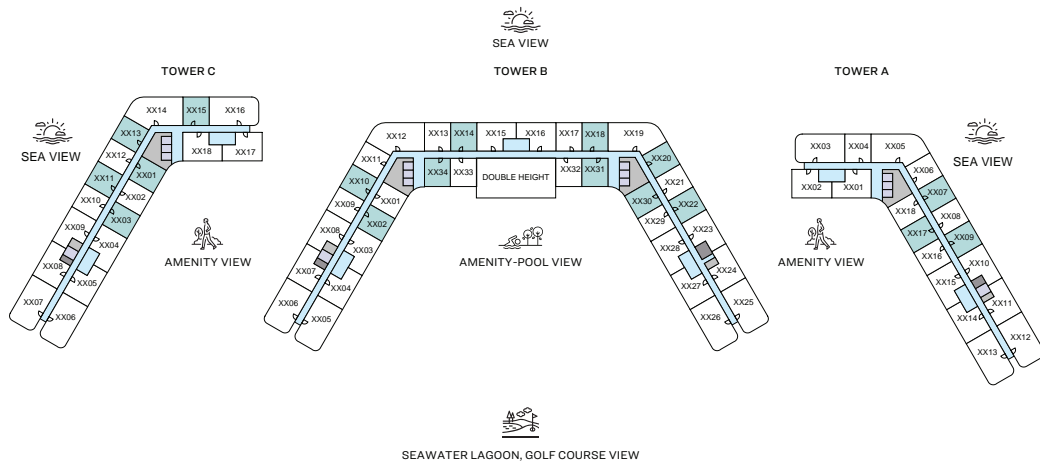 SEA VIEW
TOWER C
TOWER B
TOWER A
XX14
XX15
XX16
XX13
XX12
XX18
XX17
XX11
XX01
XX10
XX02
XX09
XX03
XX08
XX04
XX07
XX05
XX06
SEA VIEW
AMENITY VIEW
XX12
XX13
XX14
XX15
XX16
XX17
XX18
XX19
XX11
XX34
XX33
DOUBLE HEIGHT
XX32
XX31
XX20
XX10
XX01
XX21
XX09
XX02
XX30
XX22
XX08
XX03
XX29
XX23
XX07
XX04
XX28
XX24
XX06
XX05
XX27
XX25
XX26
AMENITY-POOL VIEW
XX03
XX04
XX05
XX06
XX02
XX01
XX07
XX18
XX08
XX17
XX09
XX16
XX10
XX15
XX11
XX14
XX12
XX13
SEA VIEW
AMENITY VIEW
SEAWATER LAGOON, GOLF COURSE VIEW